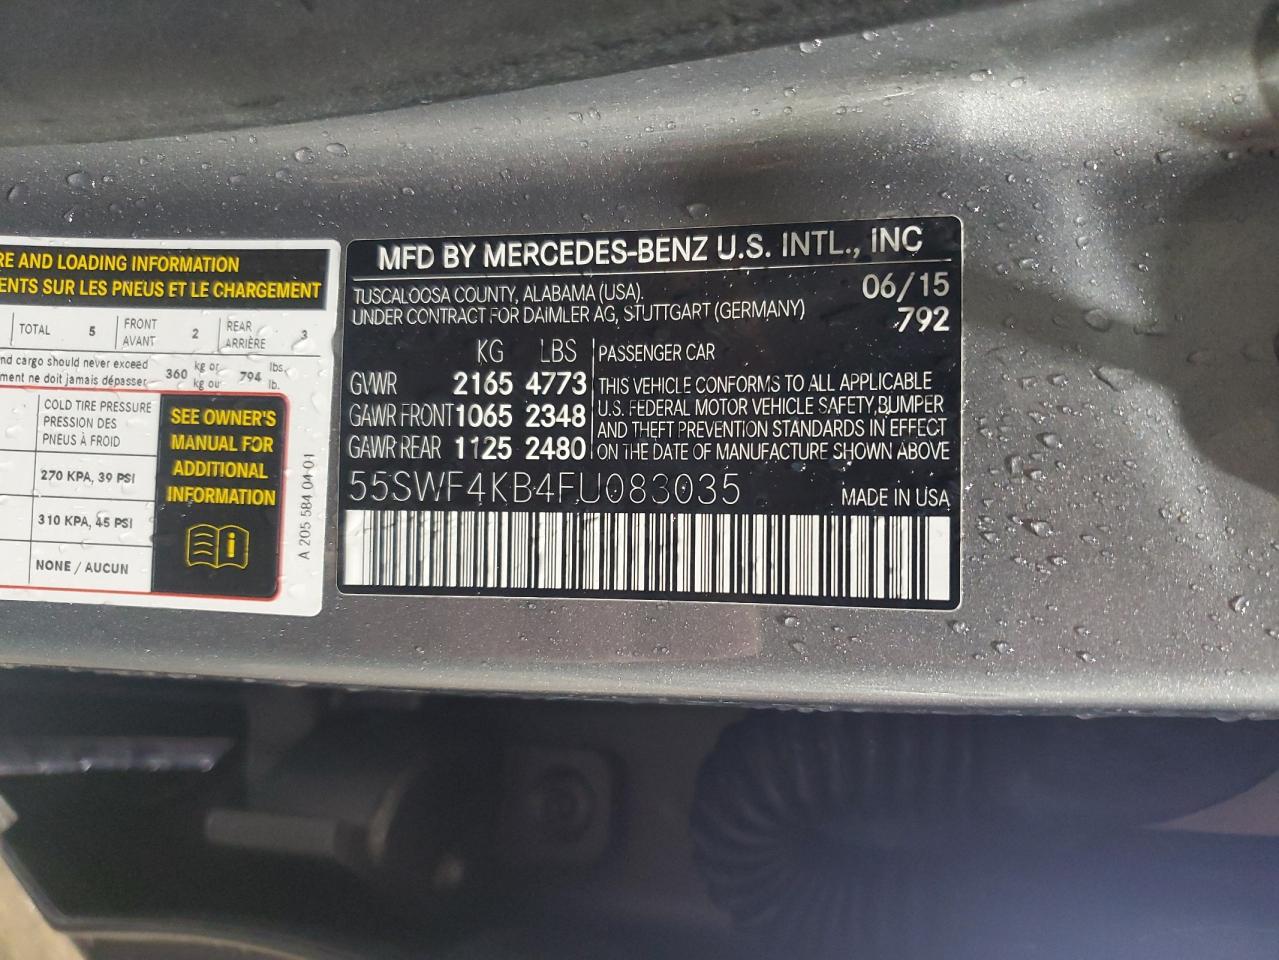 RE AND LOADING INFORMATION
ENTS SUR LES PNEUS ET LE CHARGEMENT
TOTAL 5 FRONT AVANT 2 REAR ARRIÈRE 3
nd cargo should never exceed 360 kg or 794 lbs.
ment ne doit jamais dépasser kg ou lb.
COLD TIRE PRESSURE
PRESSION DES
PNEUS À FROID
270 KPA, 39 PSI
310 KPA, 45 PSI
NONE / AUCUN
SEE OWNER'S
MANUAL FOR
ADDITIONAL
INFORMATION
A 205 584 04 01
MFD BY MERCEDES-BENZ U.S. INTL., INC
TUSCALOOSA COUNTY, ALABAMA (USA). 06/15
UNDER CONTRACT FOR DAIMLER AG, STUTTGART (GERMANY) 792
KG LBS
GVWR 2165 4773
GAWR FRONT 1065 2348
GAWR REAR 1125 2480
PASSENGER CAR
THIS VEHICLE CONFORMS TO ALL APPLICABLE
U.S. FEDERAL MOTOR VEHICLE SAFETY, BUMPER
AND THEFT PREVENTION STANDARDS IN EFFECT
ON THE DATE OF MANUFACTURE SHOWN ABOVE
55SWF4KB4FU083035 MADE IN USA